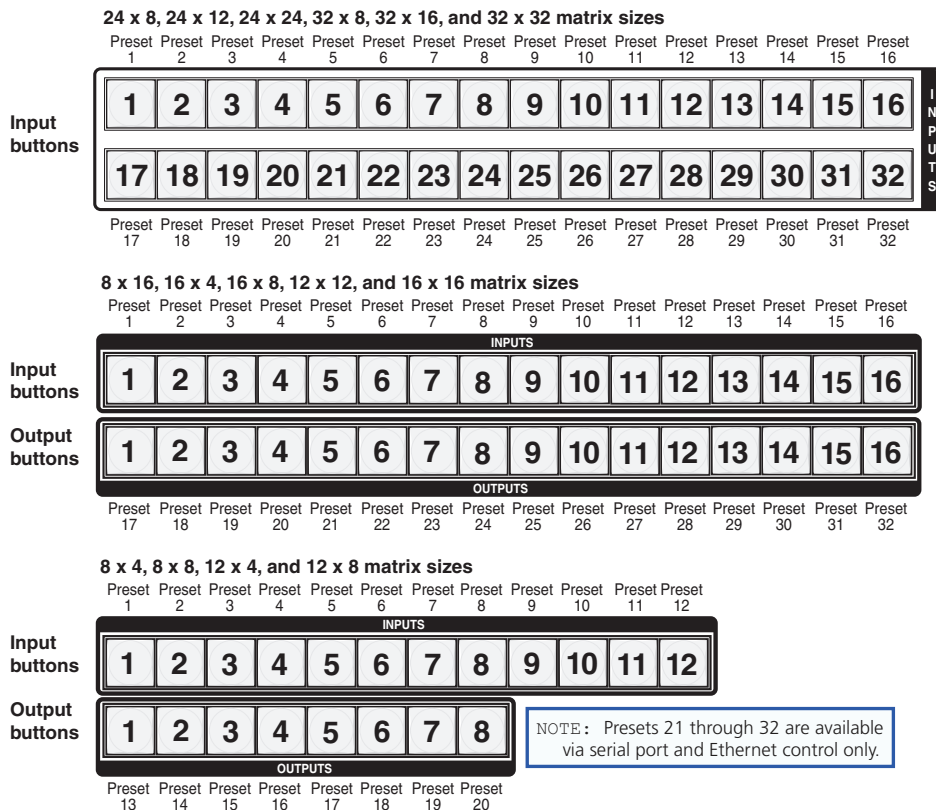 24 x 8, 24 x 12, 24 x 24, 32 x 8, 32 x 16, and 32 x 32 matrix sizes
Preset Preset Preset Preset Preset Preset Preset Preset Preset Preset Preset Preset Preset Preset Preset Preset
1 2 3 4 5 6 7 8 9 10 11 12 13 14 15 16
Input
buttons
1 2 3 4 5 6 7 8 9 10 11 12 13 14 15 16
17 18 19 20 21 22 23 24 25 26 27 28 29 30 31 32
INPUTS
Preset Preset Preset Preset Preset Preset Preset Preset Preset Preset Preset Preset Preset Preset Preset Preset
17 18 19 20 21 22 23 24 25 26 27 28 29 30 31 32
8 x 16, 16 x 4, 16 x 8, 12 x 12, and 16 x 16 matrix sizes
Preset Preset Preset Preset Preset Preset Preset Preset Preset Preset Preset Preset Preset Preset Preset Preset
1 2 3 4 5 6 7 8 9 10 11 12 13 14 15 16
INPUTS
Input
buttons
1 2 3 4 5 6 7 8 9 10 11 12 13 14 15 16
Output
buttons
1 2 3 4 5 6 7 8 9 10 11 12 13 14 15 16
OUTPUTS
Preset Preset Preset Preset Preset Preset Preset Preset Preset Preset Preset Preset Preset Preset Preset Preset
17 18 19 20 21 22 23 24 25 26 27 28 29 30 31 32
8 x 4, 8 x 8, 12 x 4, and 12 x 8 matrix sizes
Preset Preset Preset Preset Preset Preset Preset Preset Preset Preset Preset Preset
1 2 3 4 5 6 7 8 9 10 11 12
INPUTS
Input
buttons
1 2 3 4 5 6 7 8 9 10 11 12
Output
buttons
1 2 3 4 5 6 7 8
OUTPUTS
Preset Preset Preset Preset Preset Preset Preset Preset
13 14 15 16 17 18 19 20
NOTE: Presets 21 through 32 are available
via serial port and Ethernet control only.